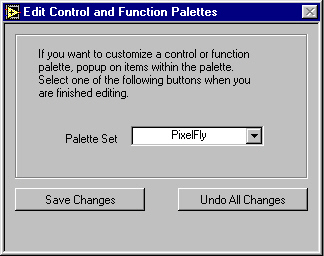 Edit Control and Function Palettes
If you want to customize a control or function
palette, popup on items within the palette.
Select one of the following buttons when you
are finished editing.
Palette Set PixelFly
Save Changes Undo All Changes